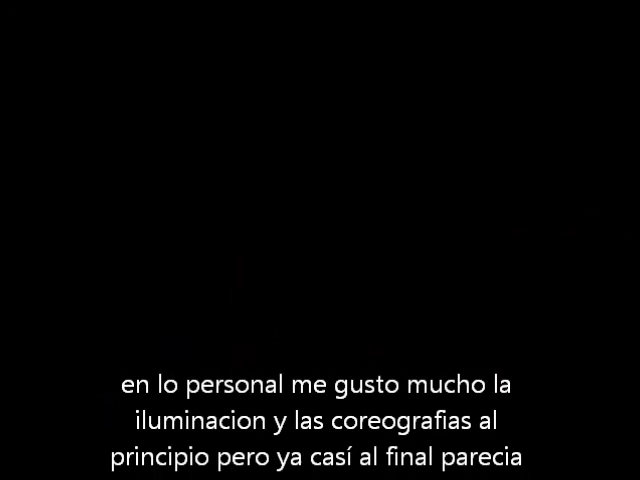 en lo personal me gusto mucho la
iluminacion y las coreografias al
principio pero ya casí al final parecia